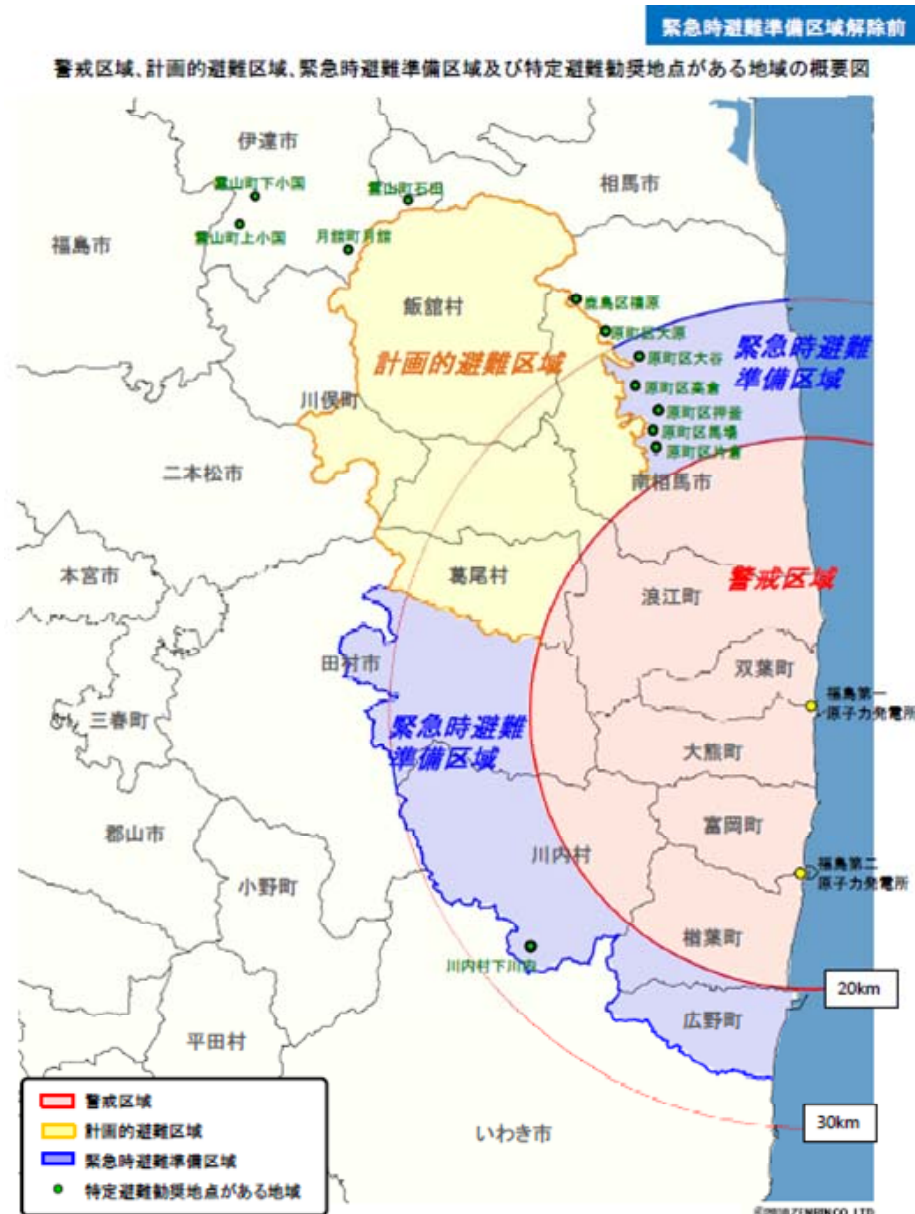 緊急時避難準備区域解除前
警戒区域、計画的避難区域、緊急時避難準備区域及び特定避難勧奨地点がある地域の概要図
伊達市
霊山町下小国
霊山町石田
相馬市
霊山町上小国
月舘町月舘
福島市
飯舘村
鹿島区橲原
原町区大原
計画的避難区域
原町区大谷
緊急時避難
準備区域
川俣町
原町区高倉
原町区押釜
原町区馬場
原町区片倉
二本松市
南相馬市
本宮市
葛尾村
浪江町
警戒区域
田村市
双葉町
福島第一
原子力発電所
三春町
緊急時避難
準備区域
大熊町
郡山市
富岡町
川内村
小野町
福島第二
原子力発電所
楢葉町
川内村下川内
20km
広野町
平田村
警戒区域
計画的避難区域
緊急時避難準備区域
特定避難勧奨地点がある地域
いわき市
30km